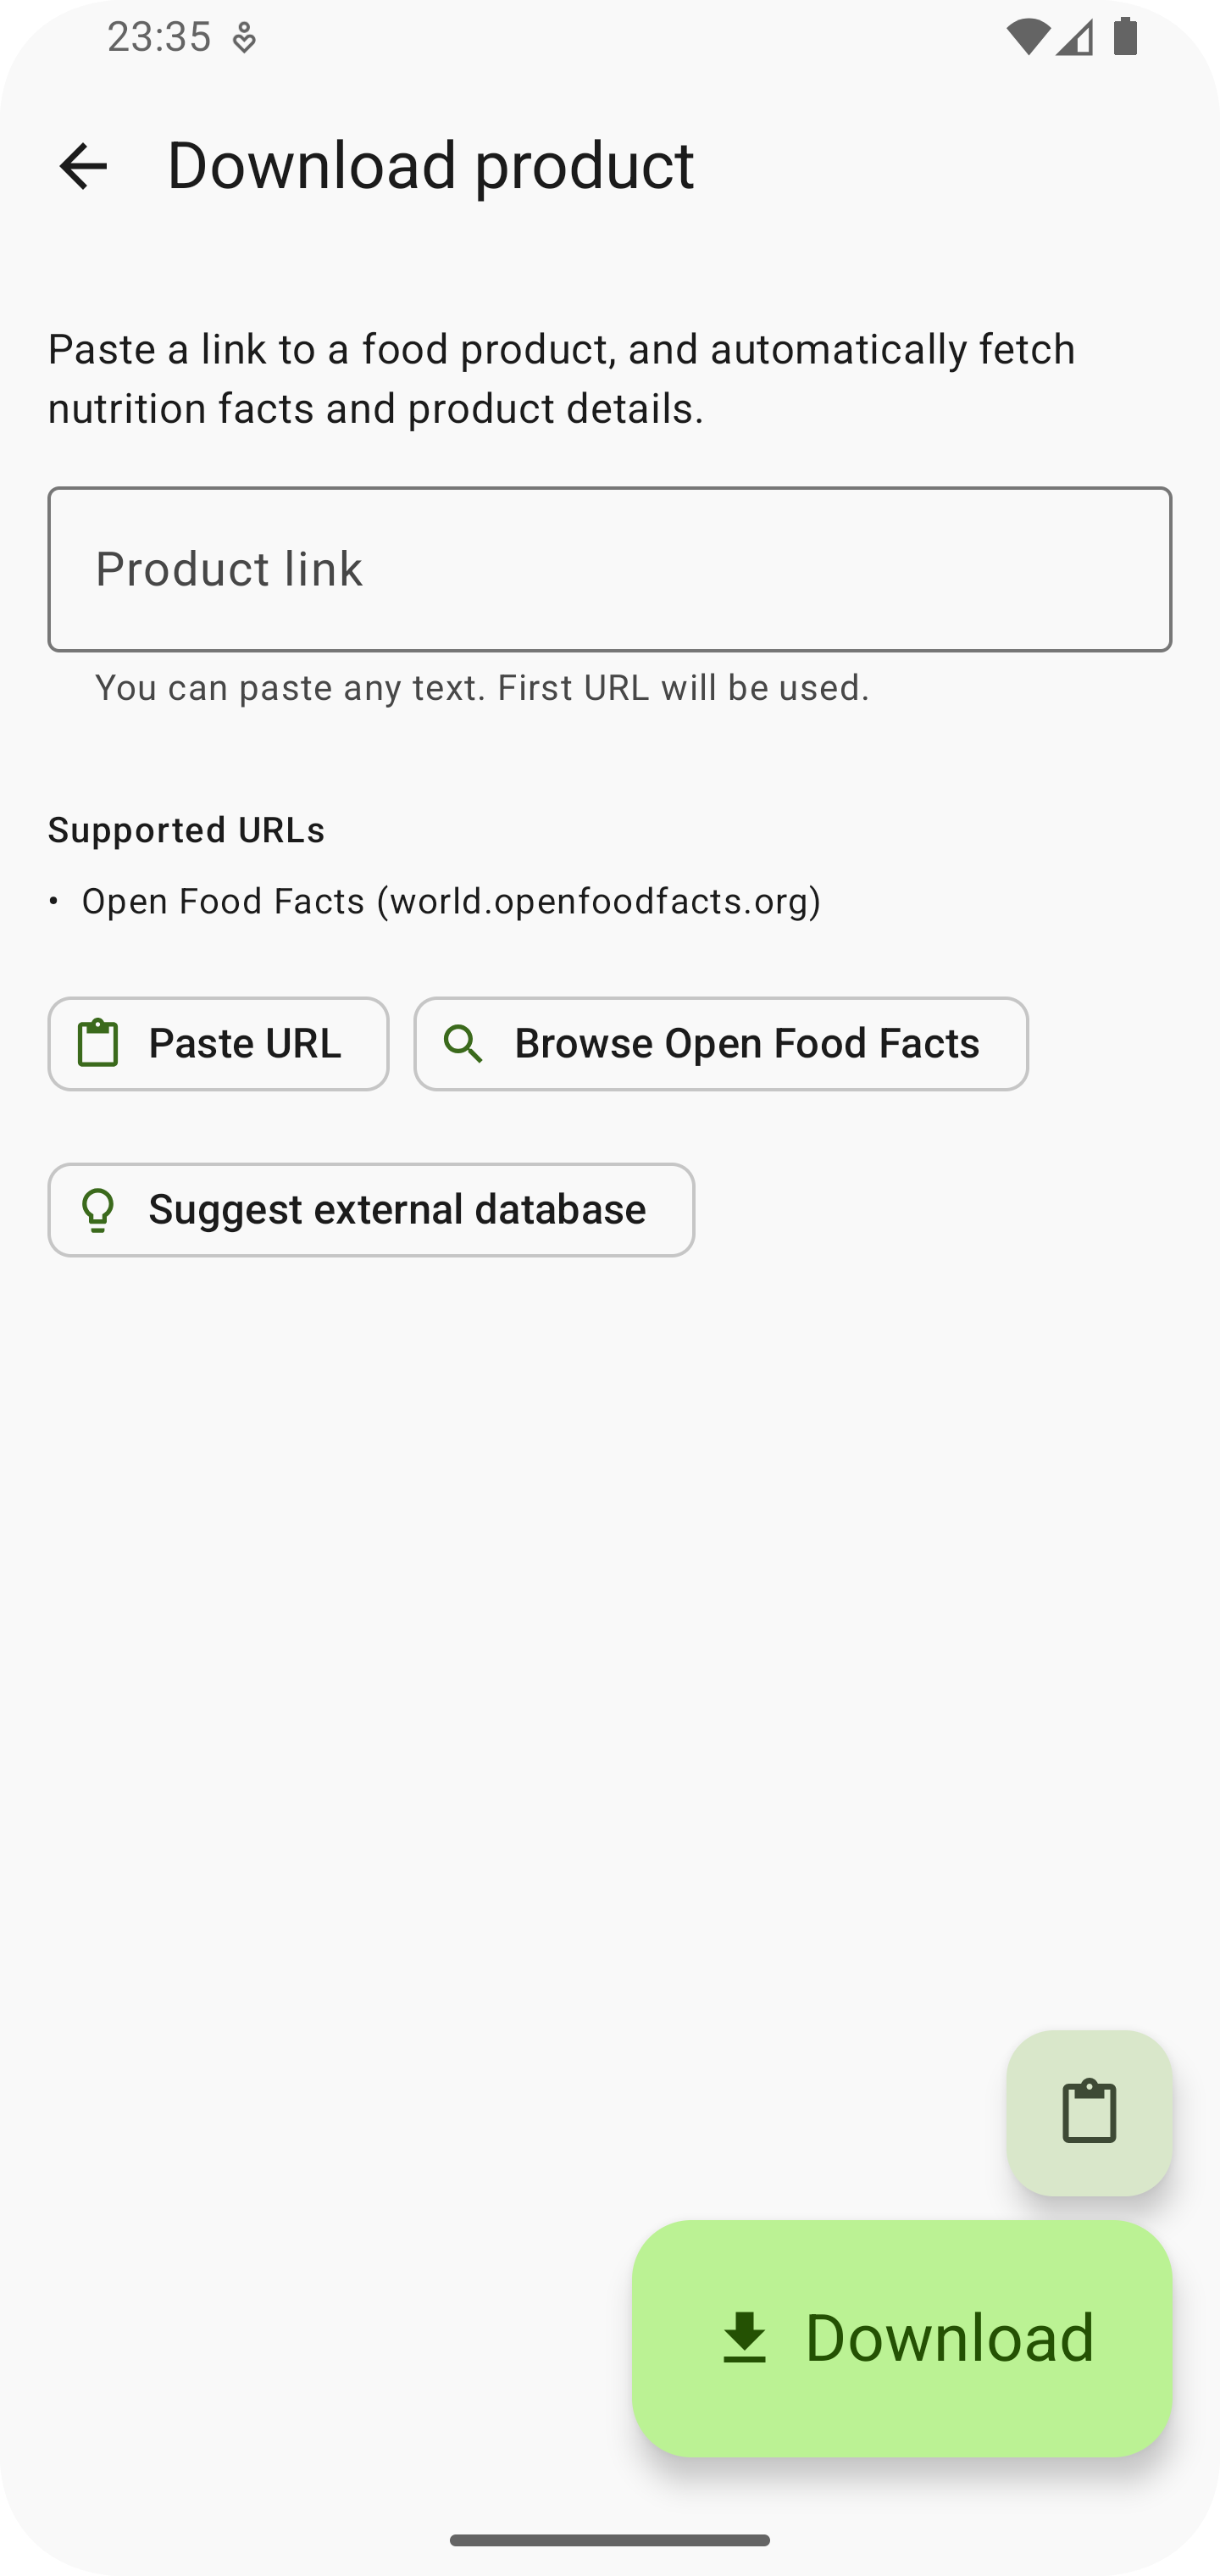 23:35
Download product
Paste a link to a food product, and automatically fetch
nutrition facts and product details.
Product link
You can paste any text. First URL will be used.
Supported URLs
• Open Food Facts (world.openfoodfacts.org)
Paste URL
Browse Open Food Facts
Suggest external database
Download